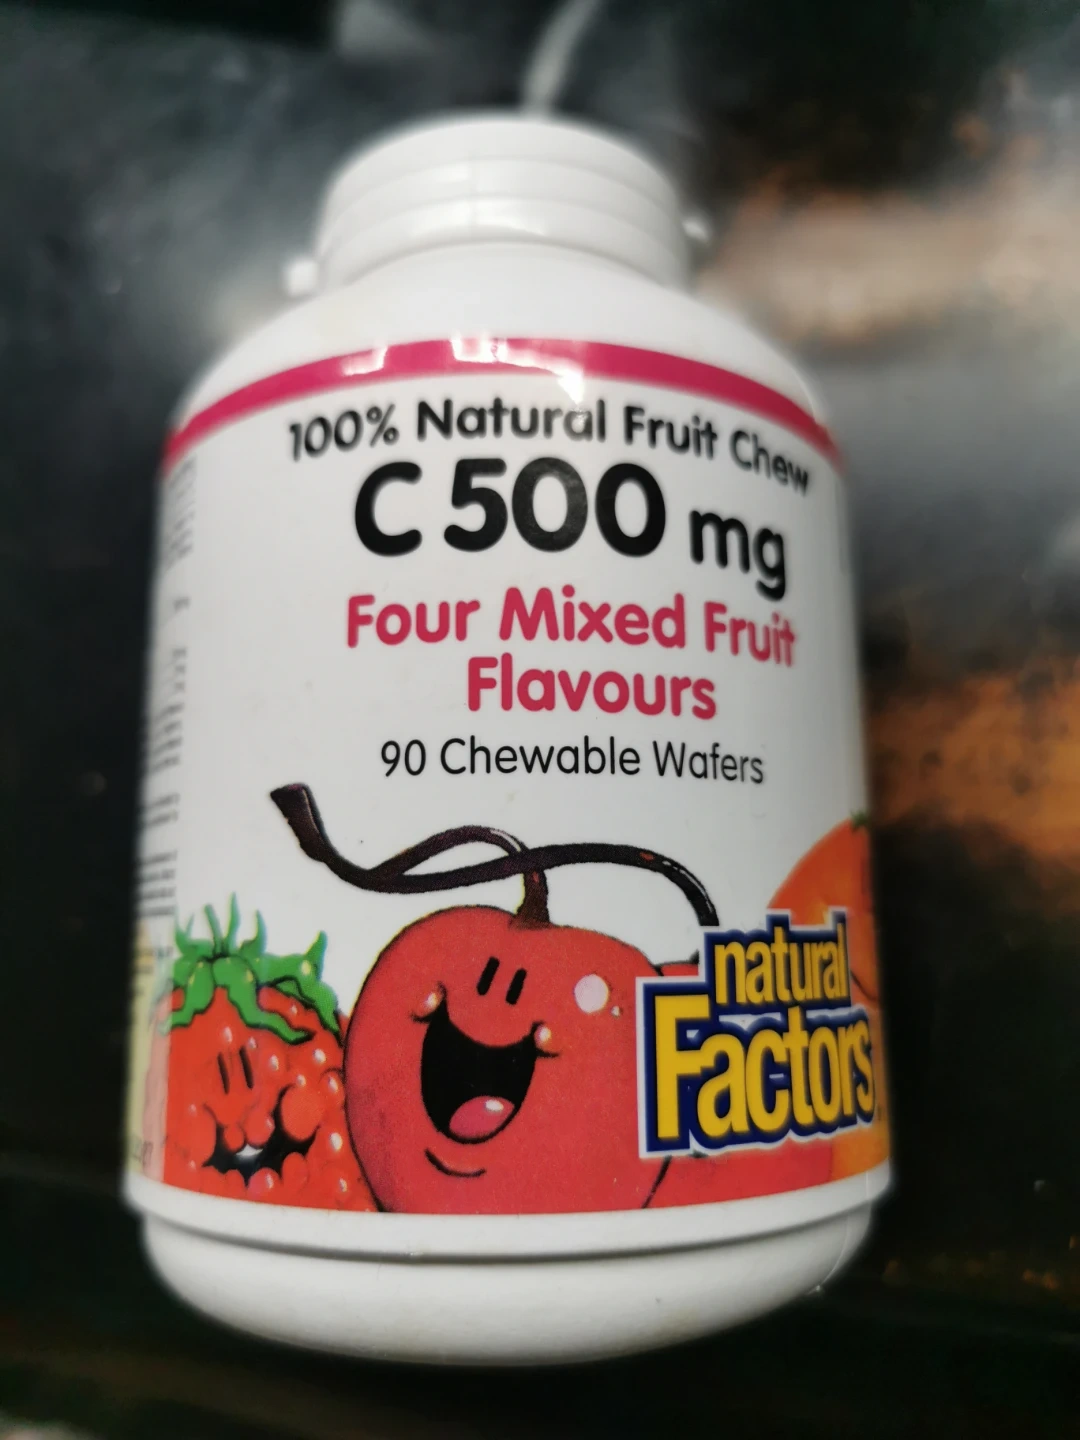 100% Natural Fruit Chew
C 500 mg
Four Mixed Fruit
Flavours
90 Chewable Wafers
natural
Factors